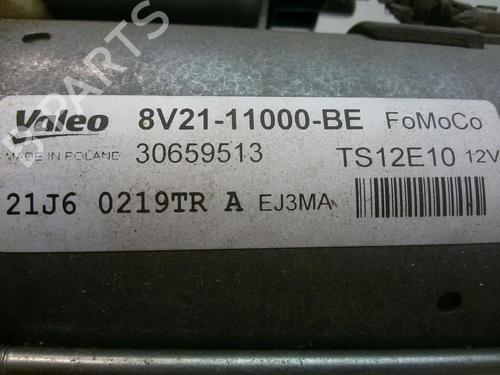 B-PARTS
Valeo 8V21-11000-BE FoMoCo
MADE IN POLAND 30659513 TS12E10 12V
21J6 0219TR A EJ3MA